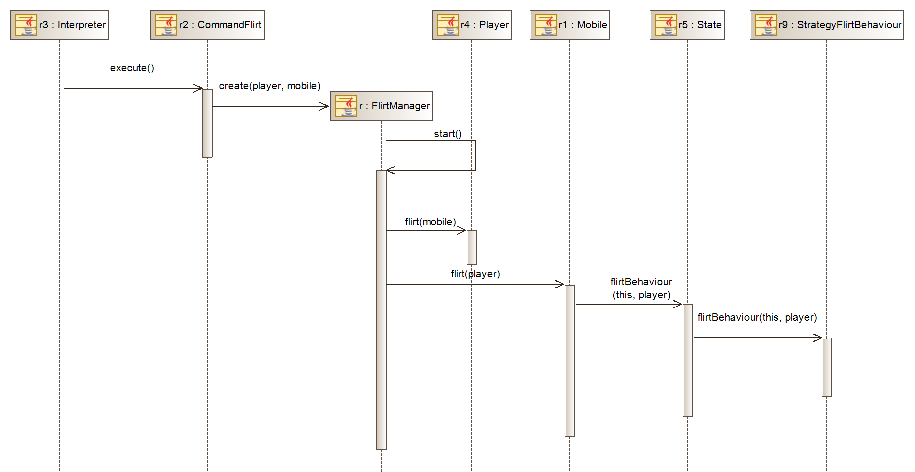 r3 : Interpreter
r2 : CommandFlirt
r4 : Player
r1 : Mobile
r5 : State
r9 : StrategyFlirtBehaviour
execute()
create(player, mobile)
r : FlirtManager
start()
flirt(mobile)
flirt(player)
flirtBehaviour
(this, player)
flirtBehaviour(this, player)